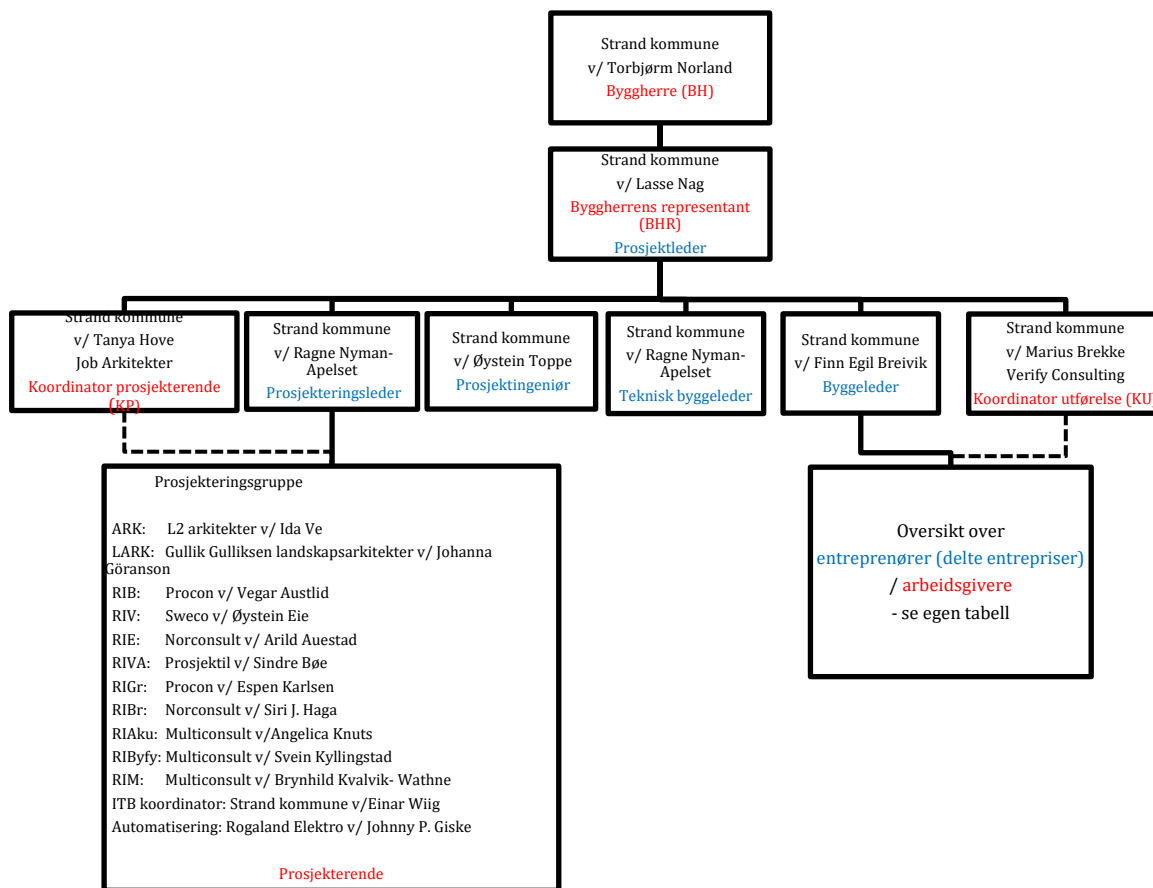 Strand kommune
v/ Torbjørm Norland
Byggherre (BH)
Strand kommune
v/ Lasse Nag
Byggherrens representant
(BHR)
Prosjektleder
Strand kommune
v/ Tanya Hove
Job Arkitekter
Koordinator prosjekterende
(KP)
Strand kommune
v/ Ragne Nyman-
Apelset
Prosjekteringsleder
Strand kommune
v/ Øystein Toppe
Prosjektingeniør
Strand kommune
v/ Ragne Nyman-
Apelset
Teknisk byggeleder
Strand kommune
v/ Finn Egil Breivik
Byggeleder
Strand kommune
v/ Marius Brekke
Verify Consulting
Koordinator utførelse (KU)
Prosjekteringsgruppe
ARK: L2 arkitekter v/ Ida Ve
LARK: Gullik Gulliksen landskapsarkitekter v/ Johanna
Göranson
RIB: Procon v/ Vegar Austlid
RIV: Sweco v/ Øystein Eie
RIE: Norconsult v/ Arild Auestad
RIVA: Prosjektil v/ Sindre Bøe
RIGr: Procon v/ Espen Karlsen
RIBr: Norconsult v/ Siri J. Haga
RIAku: Multiconsult v/Angelica Knuts
RIByfy: Multiconsult v/ Svein Kyllingstad
RIM: Multiconsult v/ Brynhild Kvalvik- Wathne
ITB koordinator: Strand kommune v/Einar Wiig
Automatisering: Rogaland Elektro v/ Johnny P. Giske
Prosjekterende
Oversikt over
entreprenører (delte entrepriser)
/ arbeidsgivere
- se egen tabell